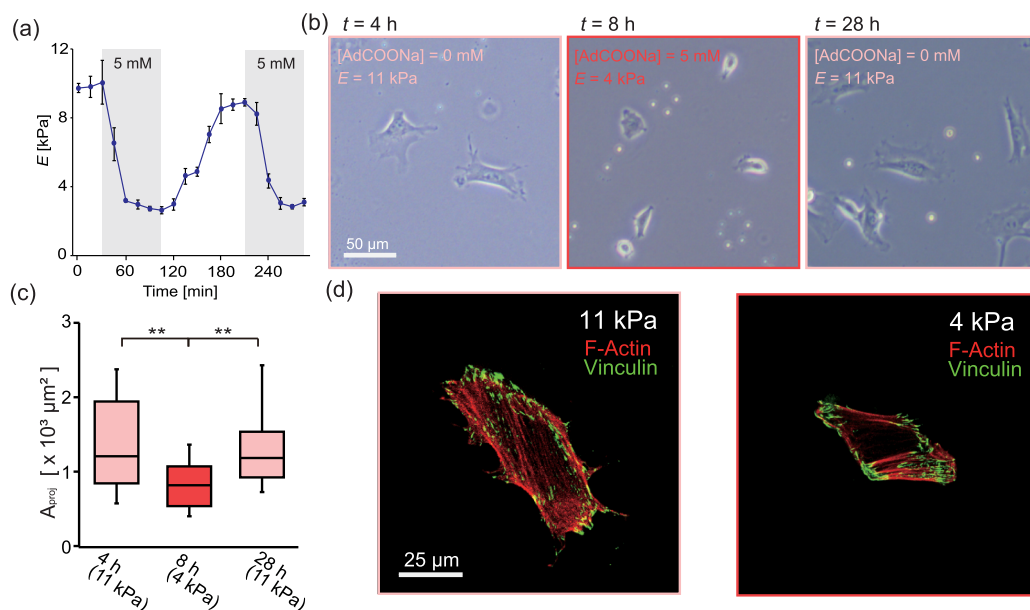 (a)
12
8
4
0
E [kPa]
5 mM
5 mM
0
60
120
180
240
Time [min]
(b)
t = 4 h
t = 8 h
t = 28 h
[AdCOONa] = 0 mM
E = 11 kPa
50 µm
[AdCOONa] = 5 mM
E = 4 kPa
[AdCOONa] = 0 mM
E = 11 kPa
(c)
3
2
1
0
Aproj [ x 10³ µm² ]
**
**
4 h
(11 kPa)
8 h
(4 kPa)
28 h
(11 kPa)
(d)
11 kPa
F-Actin
Vinculin
25 µm
4 kPa
F-Actin
Vinculin